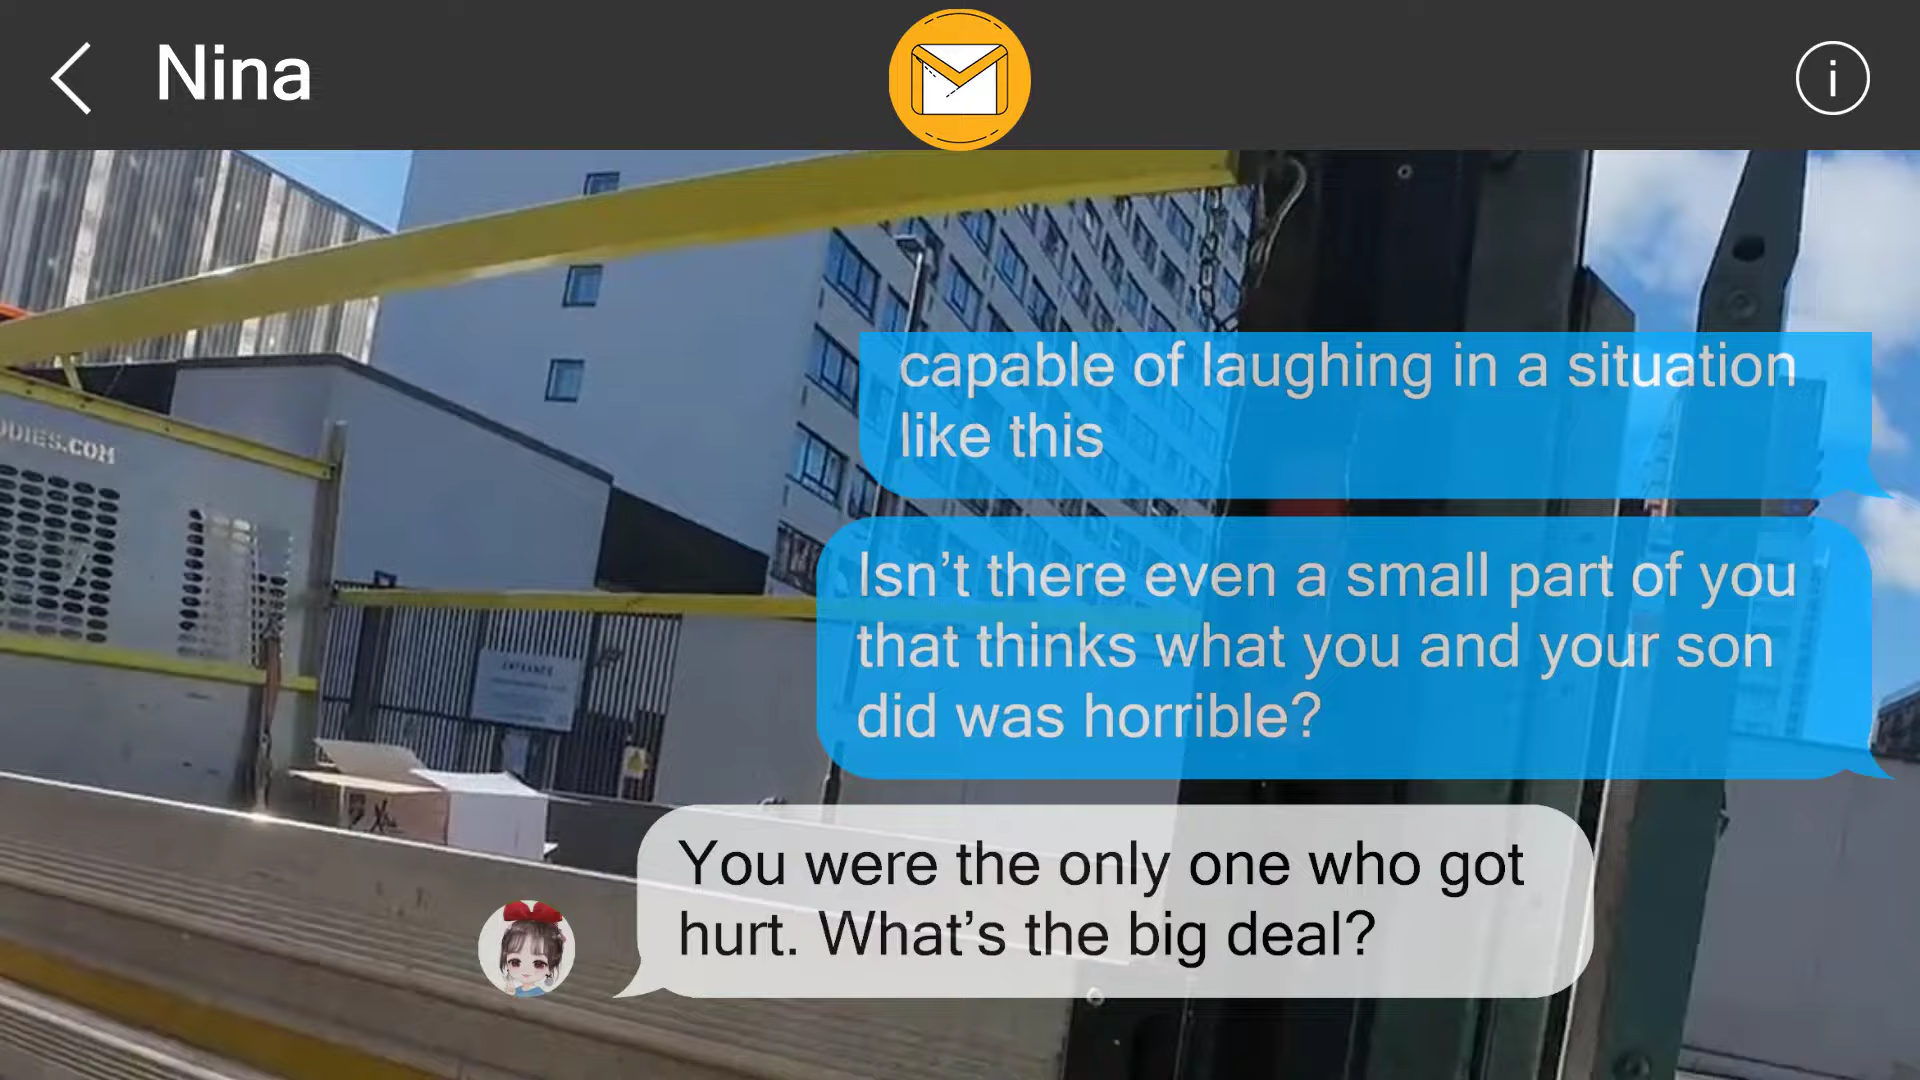 Nina
capable of laughing in a situation
like this
Isn’t there even a small part of you
that thinks what you and your son
did was horrible?
You were the only one who got
hurt. What’s the big deal?
ODIES.COM
ENTRANCE